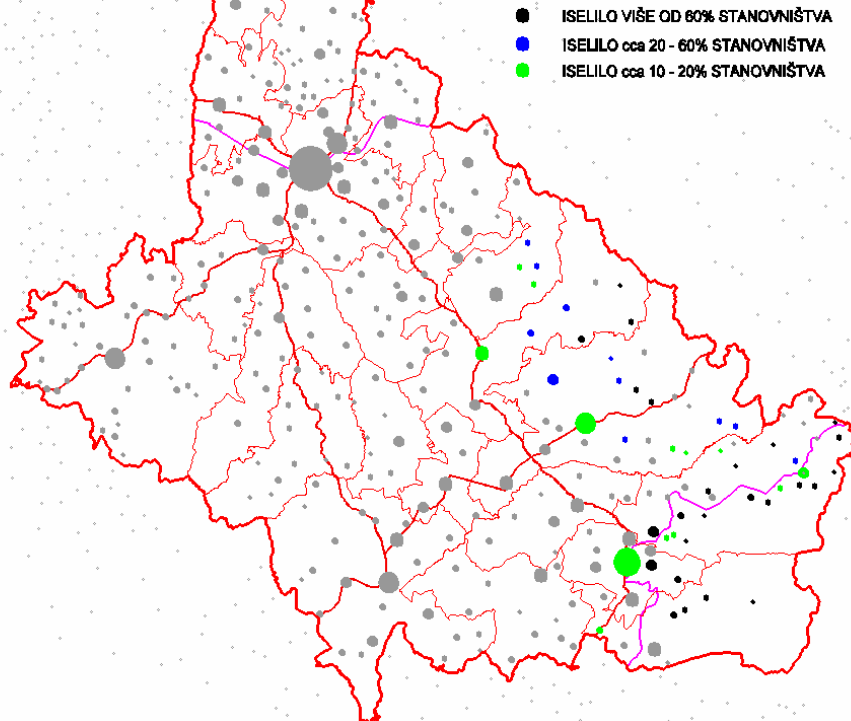 ISELILO VIŠE OD 60% STANOVNIŠTVA
ISELILO cca 20 - 60% STANOVNIŠTVA
ISELILO cca 10 - 20% STANOVNIŠTVA